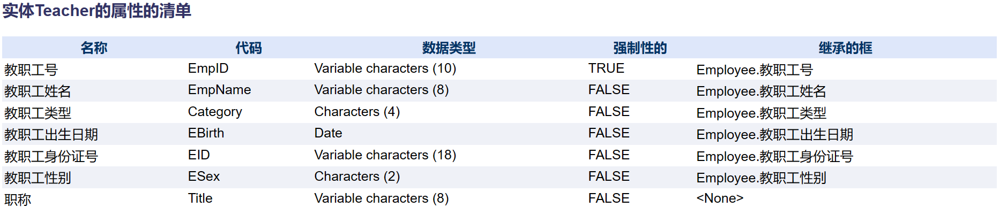 实体Teacher的属性的清单
名称 代码 数据类型 强制性的 继承的框
教职工号 EmpID Variable characters (10) TRUE Employee.教职工号
教职工姓名 EmpName Variable characters (8) FALSE Employee.教职工姓名
教职工类型 Category Characters (4) FALSE Employee.教职工类型
教职工出生日期 EBirth Date FALSE Employee.教职工出生日期
教职工身份证号 EID Variable characters (18) FALSE Employee.教职工身份证号
教职工性别 ESex Characters (2) FALSE Employee.教职工性别
职称 Title Variable characters (8) FALSE <None>